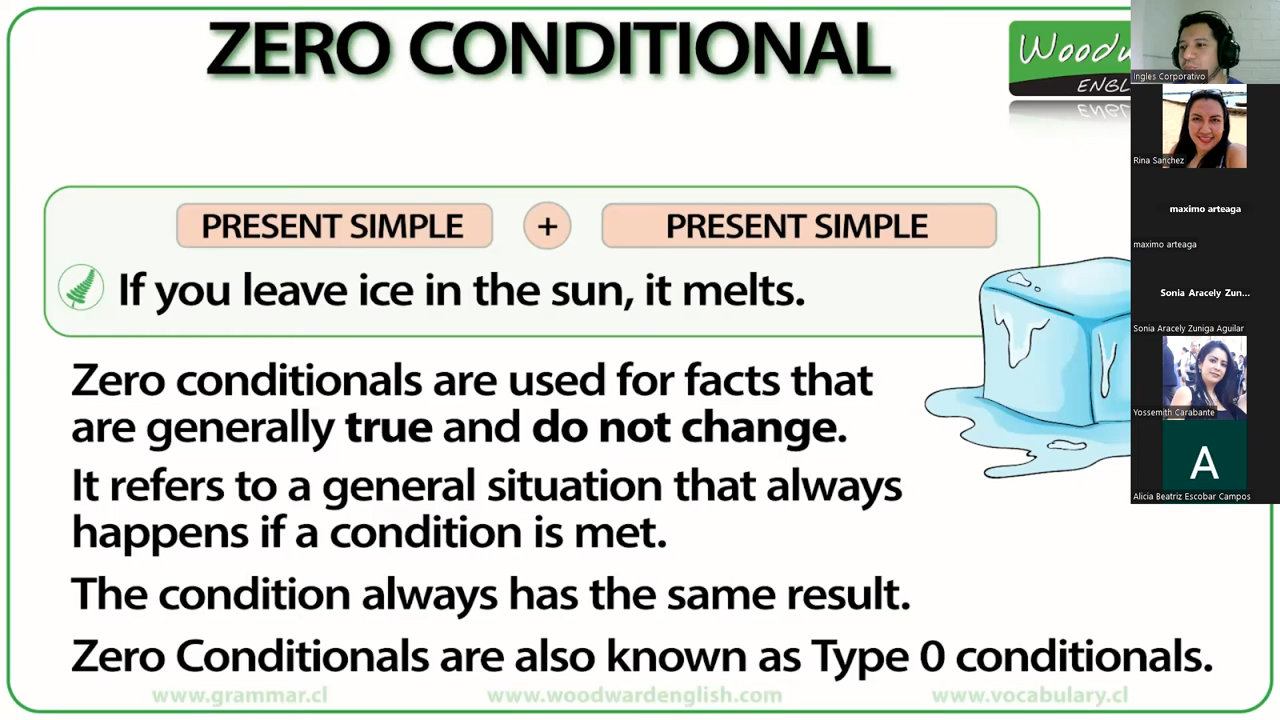 ZERO CONDITIONAL
ENGL
PRESENT SIMPLE + PRESENT SIMPLE
If you leave ice in the sun, it melts.
Zero conditionals are used for facts that
are generally true and do not change.
It refers to a general situation that always
happens if a condition is met.
The condition always has the same result.
Zero Conditionals are also known as Type 0 conditionals.
www.grammar.cl www.woodwardenglish.com www.vocabulary.cl
Ingles Corporativo
Rina Sanchez
maximo arteaga
maximo arteaga
Sonia Aracely Zun...
Sonia Aracely Zuniga Aguilar
Yossemith Carabante
A
Alicia Beatriz Escobar Campos